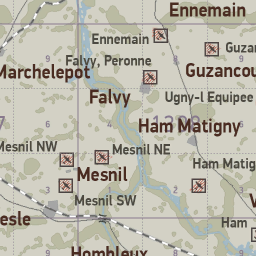 Ennemain
Ennemain
Guzan
Falvy, Peronne
Marchelepot
Guzancou
Falvy
Ugny-l Equipee
Ham Matigny
Mesnil NW
Mesnil NE
Ham Matig
Mesnil
Mesnil SW
esle
Ham
Hombleux